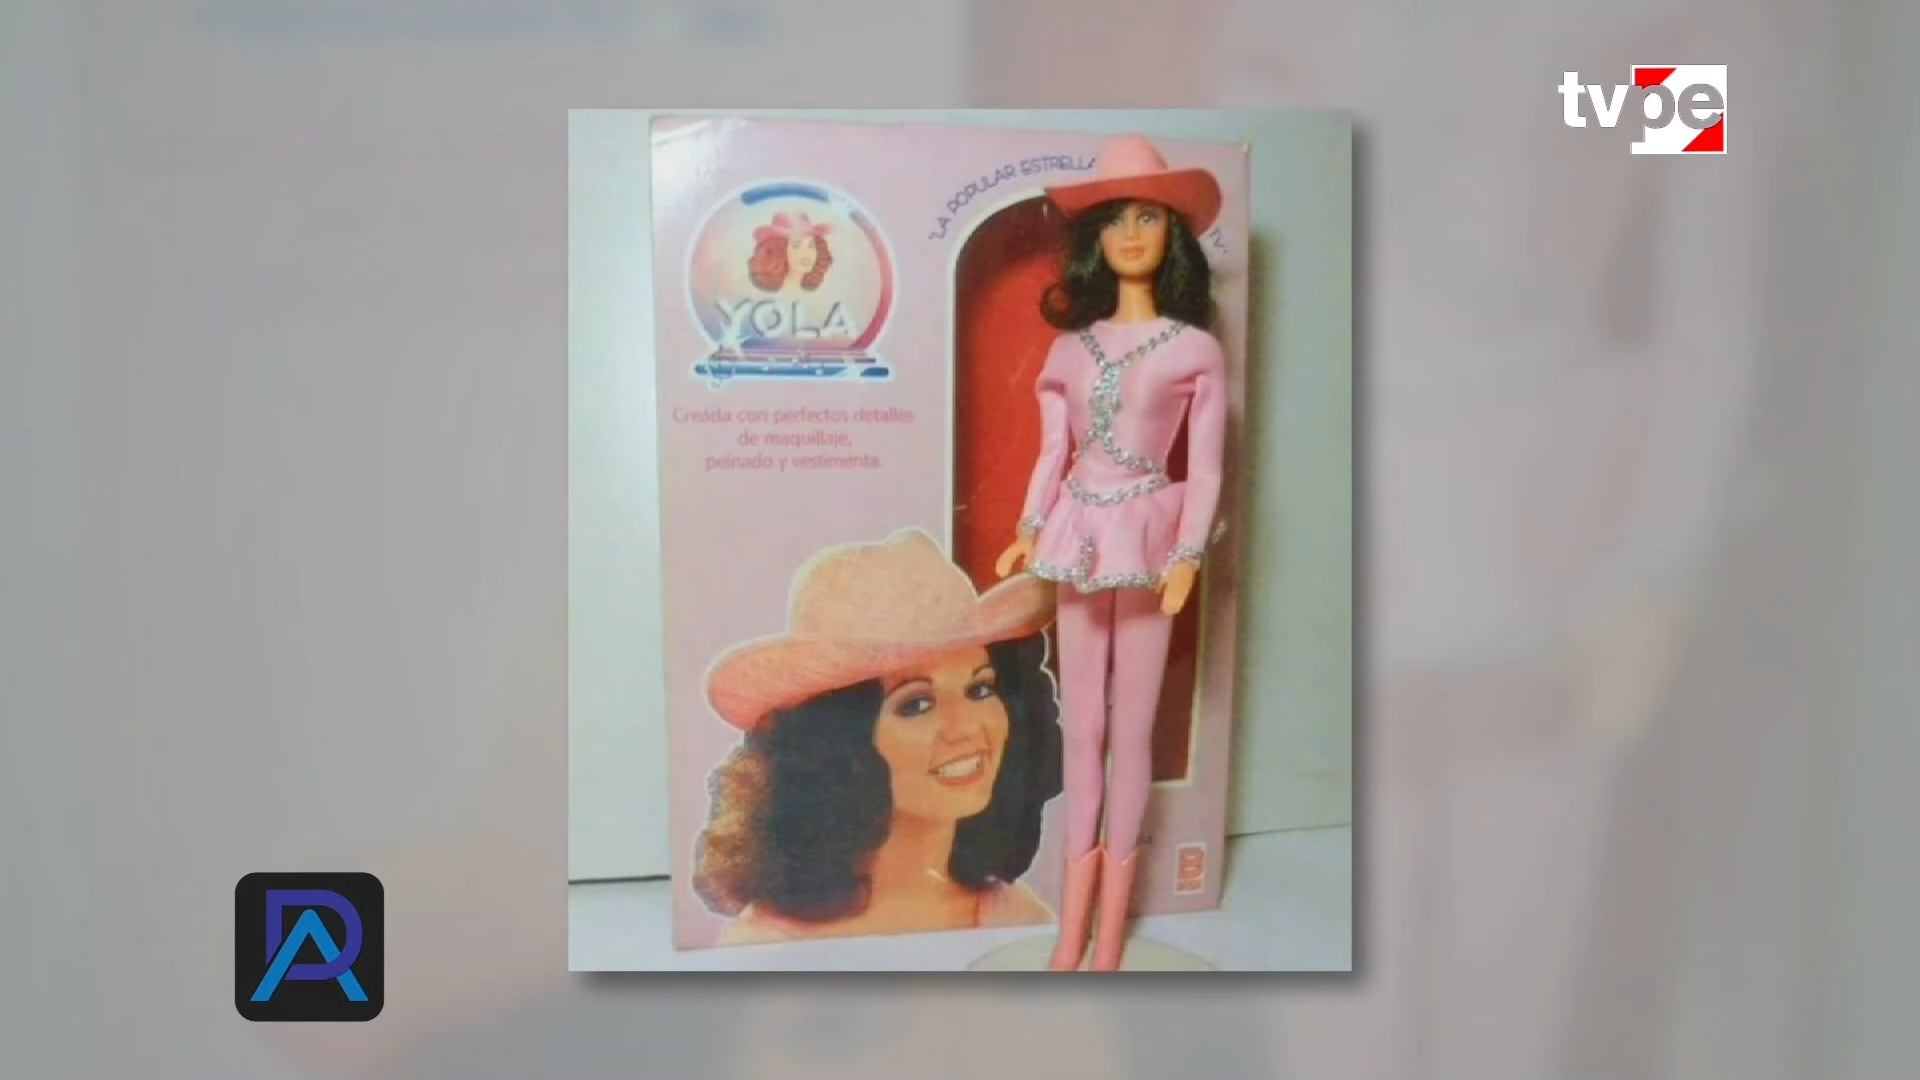 tvpe
LA POPULAR ESTRELLA
TV.
YOLA
Creada con perfectos detalles
de maquillaje,
peinado y vestimenta.